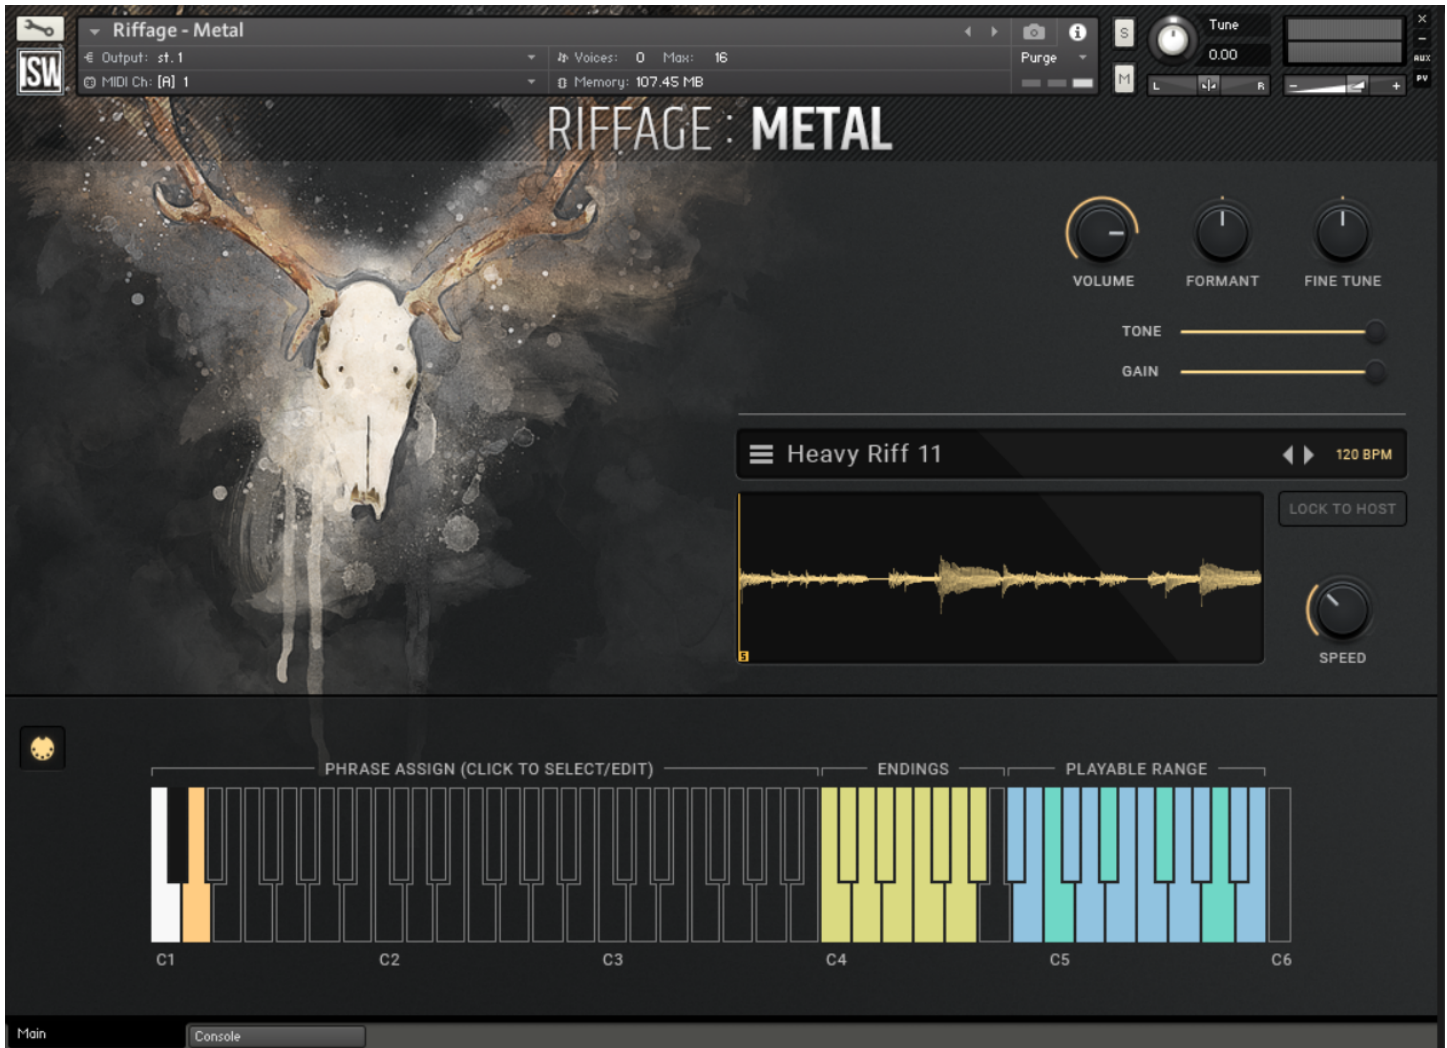 Riffage - Metal
Output: st. 1
Voices: 0 Max: 16
Purge
MIDI Ch: [A] 1
Memory: 107.45 MB
S
M
Tune
0.00
L
R
-
+
×
-
AUX
PV
ISW
RIFFAGE : METAL
VOLUME
FORMANT
FINE TUNE
TONE
GAIN
Heavy Riff 11
120 BPM
LOCK TO HOST
S
SPEED
PHRASE ASSIGN (CLICK TO SELECT/EDIT)
ENDINGS
PLAYABLE RANGE
C1
C2
C3
C4
C5
C6
Main
Console